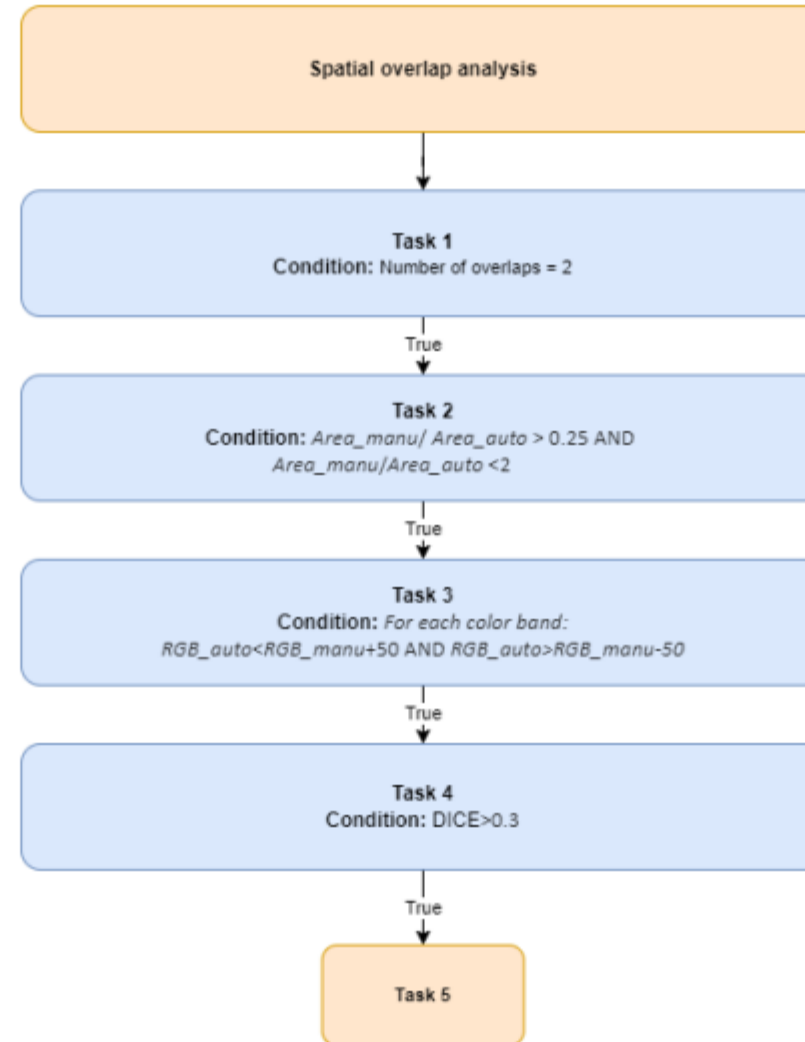 Spatial overlap analysis
Task 1
Condition: Number of overlaps = 2
True
Task 2
Condition: Area_manu/ Area_auto > 0.25 AND
Area_manu/Area_auto <2
True
Task 3
Condition: For each color band:
RGB_auto<RGB_manu+50 AND RGB_auto>RGB_manu-50
True
Task 4
Condition: DICE>0.3
True
Task 5